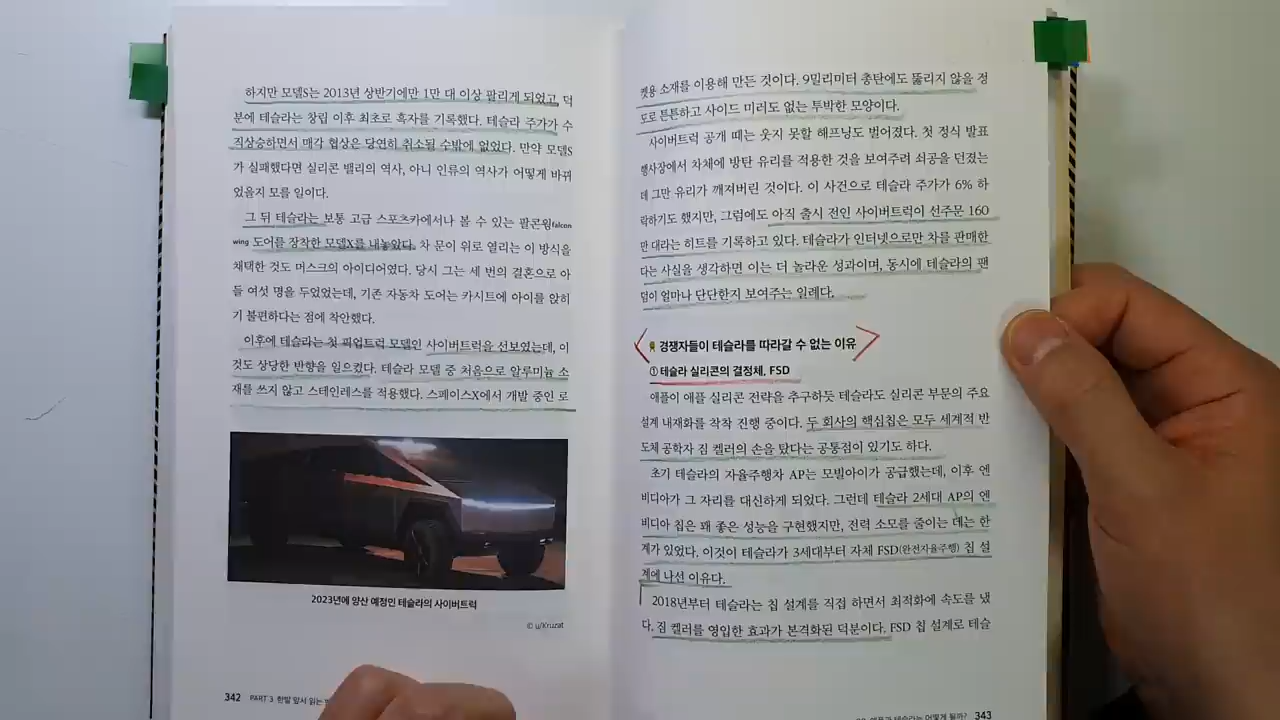 하지만 모델S는 2013년 상반기에만 1만 대 이상 팔리게 되었고, 덕
분에 테슬라는 창립 이후 최초로 흑자를 기록했다. 테슬라 주가가 수
직상승하면서 매각 협상은 당연히 취소될 수밖에 없었다. 만약 모델S
가 실패했다면 실리콘 밸리의 역사, 아니 인류의 역사가 어떻게 바뀌
었을지 모를 일이다.
그 뒤 테슬라는 보통 고급 스포츠카에서나 볼 수 있는 팔콘윙falcon
wing 도어를 장착한 모델X를 내놓았다. 차 문이 위로 열리는 이 방식을
채택한 것도 머스크의 아이디어였다. 당시 그는 세 번의 결혼으로 아
들 여섯 명을 두었었는데, 기존 자동차 도어는 카시트에 아이를 앉히
기 불편하다는 점에 착안했다.
이후에 테슬라는 첫 픽업트럭 모델인 사이버트럭을 선보였는데, 이
것도 상당한 반향을 일으켰다. 테슬라 모델 중 처음으로 알루미늄 소
재를 쓰지 않고 스테인레스를 적용했다. 스페이스X에서 개발 중인 로
2023년에 양산 예정인 테슬라의 사이버트럭
© u/Kruzat
342 PART 3 한발 앞서 읽는
켓용 소재를 이용해 만든 것이다. 9밀리미터 총탄에도 뚫리지 않을 정
도로 튼튼하고 사이드 미러도 없는 투박한 모양이다.
사이버트럭 공개 때는 웃지 못할 해프닝도 벌어졌다. 첫 정식 발표
행사장에서 차체에 방탄 유리를 적용한 것을 보여주려 쇠공을 던졌는
데 그만 유리가 깨져버린 것이다. 이 사건으로 테슬라 주가가 6% 하
락하기도 했지만, 그럼에도 아직 출시 전인 사이버트럭이 선주문 160
만 대라는 히트를 기록하고 있다. 테슬라가 인터넷으로만 차를 판매한
다는 사실을 생각하면 이는 더 놀라운 성과이며, 동시에 테슬라의 팬
덤이 얼마나 단단한지 보여주는 일례다.
경쟁자들이 테슬라를 따라갈 수 없는 이유
① 테슬라 실리콘의 결정체, FSD
애플이 애플 실리콘 전략을 추구하듯 테슬라도 실리콘 부문의 주요
설계 내재화를 착착 진행 중이다. 두 회사의 핵심칩은 모두 세계적 반
도체 공학자 짐 켈러의 손을 탔다는 공통점이 있기도 하다.
초기 테슬라의 자율주행차 AP는 모빌아이가 공급했는데, 이후 엔
비디아가 그 자리를 대신하게 되었다. 그런데 테슬라 2세대 AP의 엔
비디아 칩은 꽤 좋은 성능을 구현했지만, 전력 소모를 줄이는 데는 한
계가 있었다. 이것이 테슬라가 3세대부터 자체 FSD(완전자율주행) 칩 설
계에 나선 이유다.
2018년부터 테슬라는 칩 설계를 직접 하면서 최적화에 속도를 냈
다. 짐 켈러를 영입한 효과가 본격화된 덕분이다. FSD 칩 설계로 테슬
애플과 테슬라는 어떻게 될까? 343